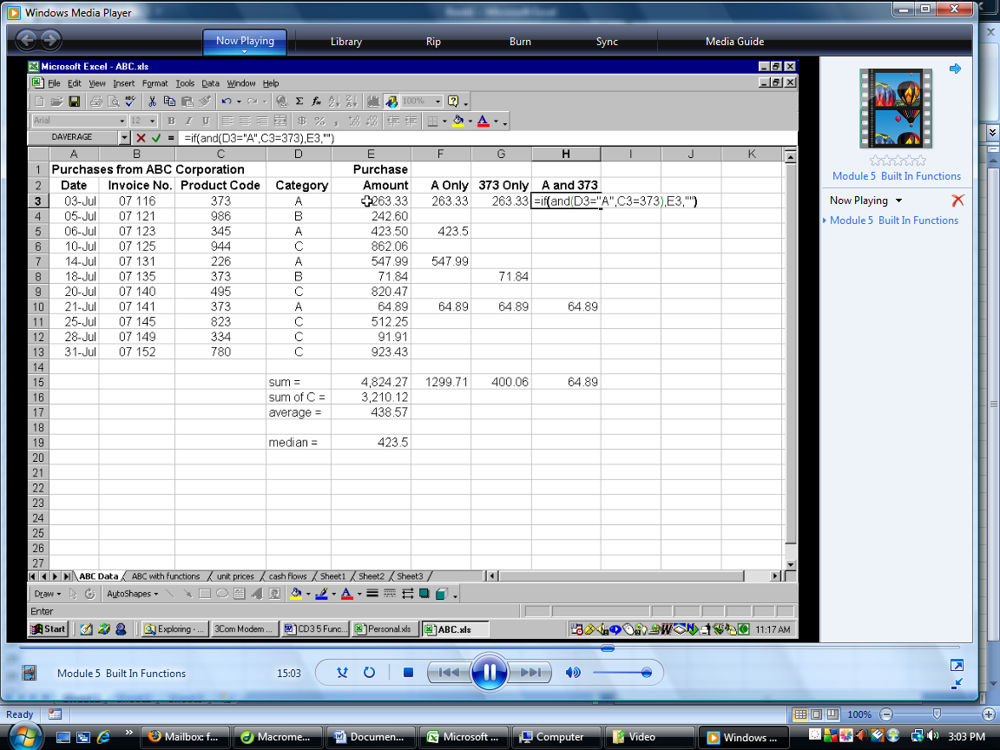 Windows Media Player
Now Playing Library Rip Burn Sync Media Guide
Microsoft Excel - ABC.xls
File Edit View Insert Format Tools Data Window Help
100%
Arial 12 B I U $ % ,
DAVERAGE = =if(and(D3="A",C3=373),E3,"")
A B C D E F G H I J K
1 Purchases from ABC Corporation Purchase
2 Date Invoice No. Product Code Category Amount A Only 373 Only A and 373
3 03-Jul 07 116 373 A 263.33 263.33 263.33 =if(and(D3="A",C3=373),E3,"")
4 05-Jul 07 121 986 B 242.60
5 06-Jul 07 123 345 A 423.50 423.5
6 10-Jul 07 125 944 C 862.06
7 14-Jul 07 131 226 A 547.99 547.99
8 18-Jul 07 135 373 B 71.84 71.84
9 20-Jul 07 140 495 C 820.47
10 21-Jul 07 141 373 A 64.89 64.89 64.89 64.89
11 25-Jul 07 145 823 C 512.25
12 28-Jul 07 149 334 C 91.91
13 31-Jul 07 152 780 C 923.43
14
15 sum = 4,824.27 1299.71 400.06 64.89
16 sum of C = 3,210.12
17 average = 438.57
18
19 median = 423.5
20
21
22
23
24
25
26
27
ABC Data ABC with functions unit prices cash flows Sheet1 Sheet2 Sheet3
Draw AutoShapes
Enter
Start Exploring - ... 3Com Modem ... CD3 5 Func... Personal.xls ABC.xls 11:17 AM
Module 5 Built In Functions
Now Playing
Module 5 Built In Functions
Module 5 Built In Functions 15:03
Ready 100%
Mailbox: f... Macrome... Documen... Microsoft ... Computer Video Windows ... 3:03 PM